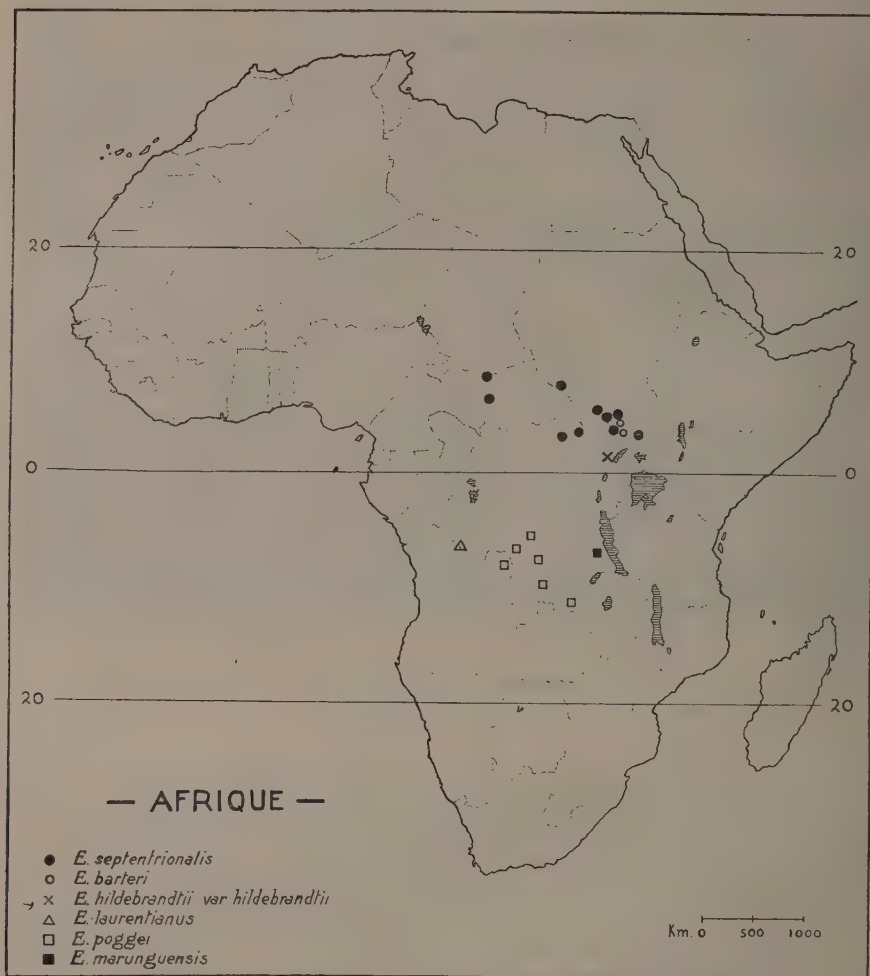 20 20
0 0
20 20
— AFRIQUE —
● E. septentrionalis
○ E. barteri
→ × E. hildebrandtii var hildebrandtii
△ E. laurentianus
□ E. poggei
■ E. marunguensis
Km. 0 500 1000